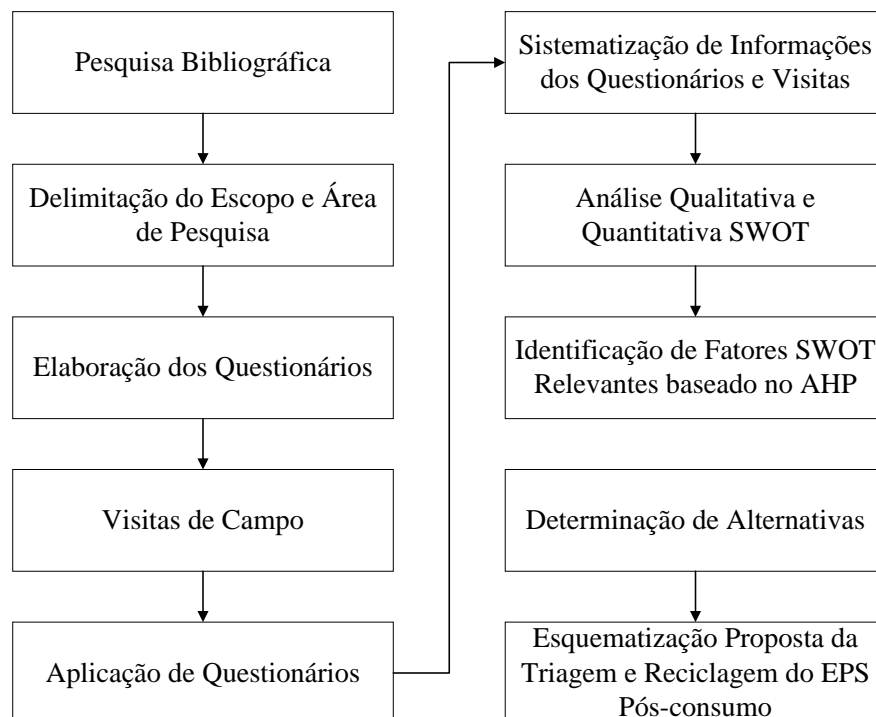 Pesquisa Bibliográfica
Delimitação do Escopo e Área
de Pesquisa
Elaboração dos Questionários
Visitas de Campo
Aplicação de Questionários
Sistematização de Informações
dos Questionários e Visitas
Análise Qualitativa e
Quantitativa SWOT
Identificação de Fatores SWOT
Relevantes baseado no AHP
Determinação de Alternativas
Esquematização Proposta da
Triagem e Reciclagem do EPS
Pós-consumo